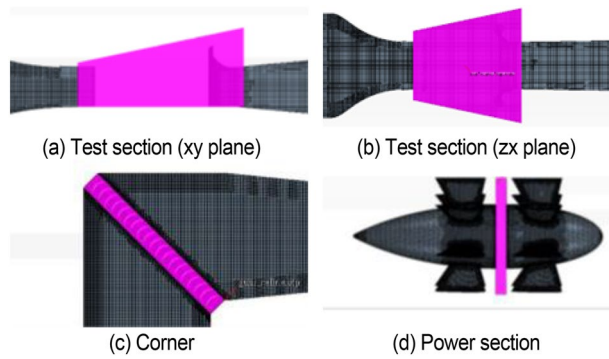 (a) Test section (xy plane)
(b) Test section (zx plane)
(c) Corner
(d) Power section